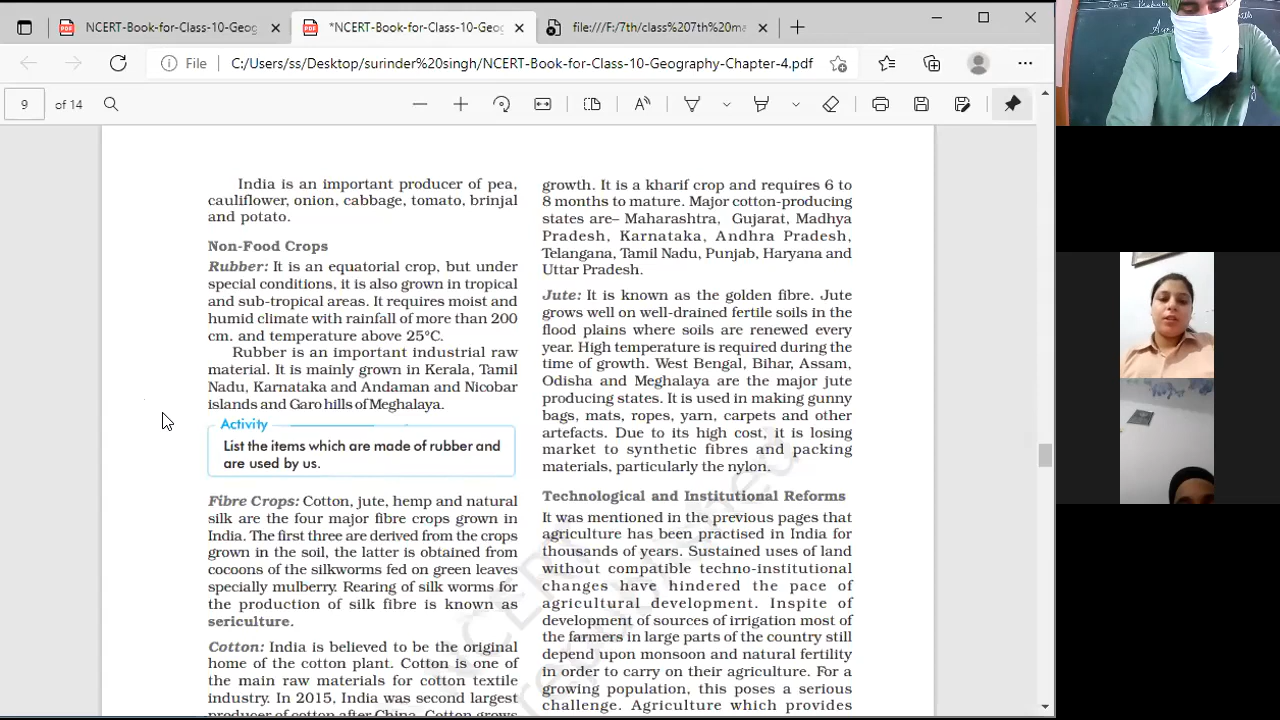 NCERT-Book-for-Class-10-Geog
*NCERT-Book-for-Class-10-Geo
file:///F:/7th/class%207th%20ma
File
C:/Users/ss/Desktop/surinder%20singh/NCERT-Book-for-Class-10-Geography-Chapter-4.pdf
9 of 14
India is an important producer of pea,
cauliflower, onion, cabbage, tomato, brinjal
and potato.
Non-Food Crops
Rubber: It is an equatorial crop, but under
special conditions, it is also grown in tropical
and sub-tropical areas. It requires moist and
humid climate with rainfall of more than 200
cm. and temperature above 25°C.
Rubber is an important industrial raw
material. It is mainly grown in Kerala, Tamil
Nadu, Karnataka and Andaman and Nicobar
islands and Garo hills of Meghalaya.
Activity
List the items which are made of rubber and
are used by us.
Fibre Crops: Cotton, jute, hemp and natural
silk are the four major fibre crops grown in
India. The first three are derived from the crops
grown in the soil, the latter is obtained from
cocoons of the silkworms fed on green leaves
specially mulberry. Rearing of silk worms for
the production of silk fibre is known as
sericulture.
Cotton: India is believed to be the original
home of the cotton plant. Cotton is one of
the main raw materials for cotton textile
industry. In 2015, India was second largest
producer of cotton after China. Cotton grows
growth. It is a kharif crop and requires 6 to
8 months to mature. Major cotton-producing
states are– Maharashtra, Gujarat, Madhya
Pradesh, Karnataka, Andhra Pradesh,
Telangana, Tamil Nadu, Punjab, Haryana and
Uttar Pradesh.
Jute: It is known as the golden fibre. Jute
grows well on well-drained fertile soils in the
flood plains where soils are renewed every
year. High temperature is required during the
time of growth. West Bengal, Bihar, Assam,
Odisha and Meghalaya are the major jute
producing states. It is used in making gunny
bags, mats, ropes, yarn, carpets and other
artefacts. Due to its high cost, it is losing
market to synthetic fibres and packing
materials, particularly the nylon.
Technological and Institutional Reforms
It was mentioned in the previous pages that
agriculture has been practised in India for
thousands of years. Sustained uses of land
without compatible techno-institutional
changes have hindered the pace of
agricultural development. Inspite of
development of sources of irrigation most of
the farmers in large parts of the country still
depend upon monsoon and natural fertility
in order to carry on their agriculture. For a
growing population, this poses a serious
challenge. Agriculture which provides